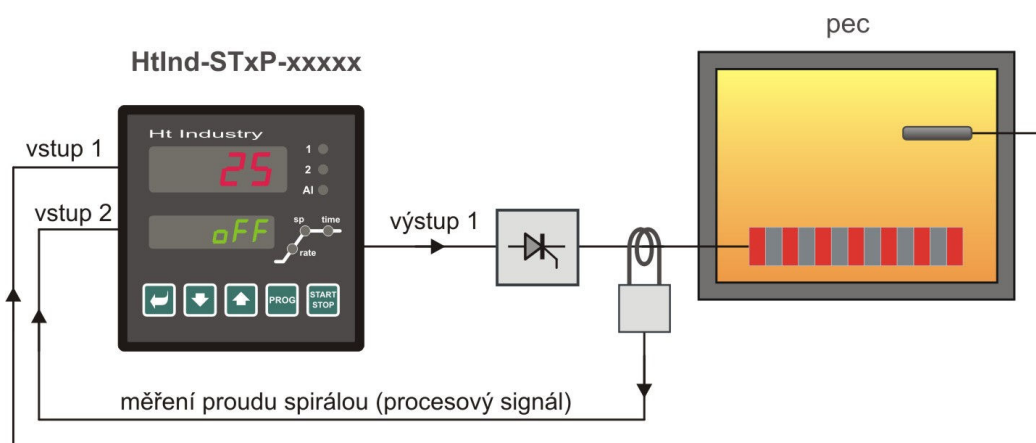 pec
HtInd-STxP-xxxxx
Ht Industry
vstup 1
25
1
2
Al
vstup 2
oFF
sp
time
rate
výstup 1
PROG
START
STOP
měření proudu spirálou (procesový signál)